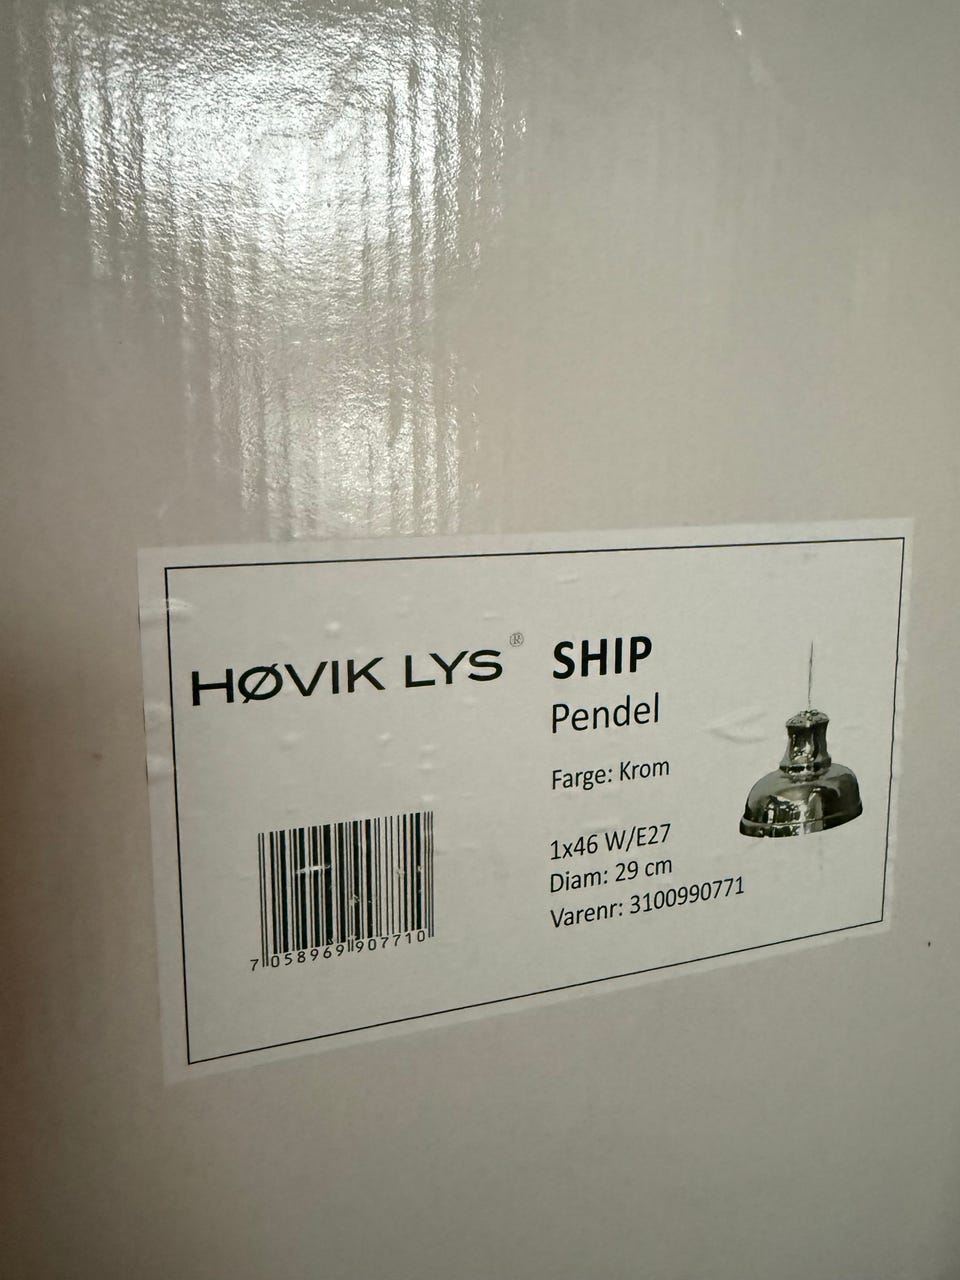 HØVIK LYS®
SHIP
Pendel
Farge: Krom
1x46 W/E27
Diam: 29 cm
Varenr: 3100990771
7 058969 907710